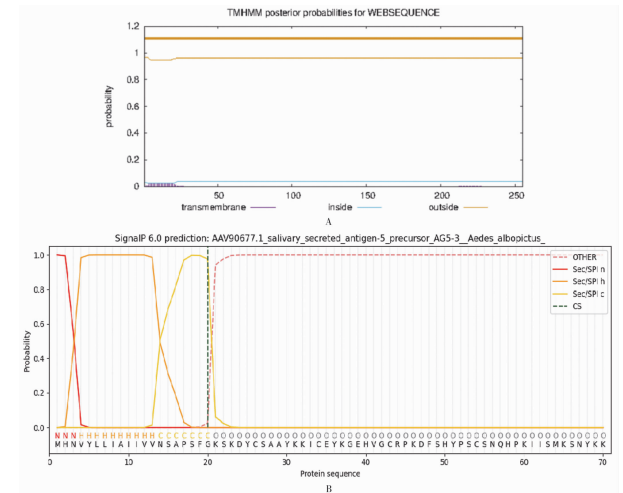 TMHMM posterior probabilities for WEBSEQUENCE
1.2
1
0.8
0.6
0.4
0.2
0
probability
50 100 150 200 250
transmembrane inside outside
A
SignalP 6.0 prediction: AAV90677.1_salivary_secreted_antigen-5_precursor_AG5-3__Aedes_albopictus_
1.0
0.8
0.6
0.4
0.2
0.0
Probability
OTHER
Sec/SPI n
Sec/SPI h
Sec/SPI c
CS
N N N H H H H H H H H H H C C C C C C C O O O O O O O O O O O O O O O O O O O O O O O O O O O O O O O O O O O O O O O O O O O O O O O O O O
M H N V Y L L I A I I V V N S A P S F G K S K D Y C S A A Y K K I C E Y K G E H V G C R P K D F S H Y P S C S N Q H P K I I S M K S N Y K K
0 10 20 30 40 50 60 70
Protein sequence
B